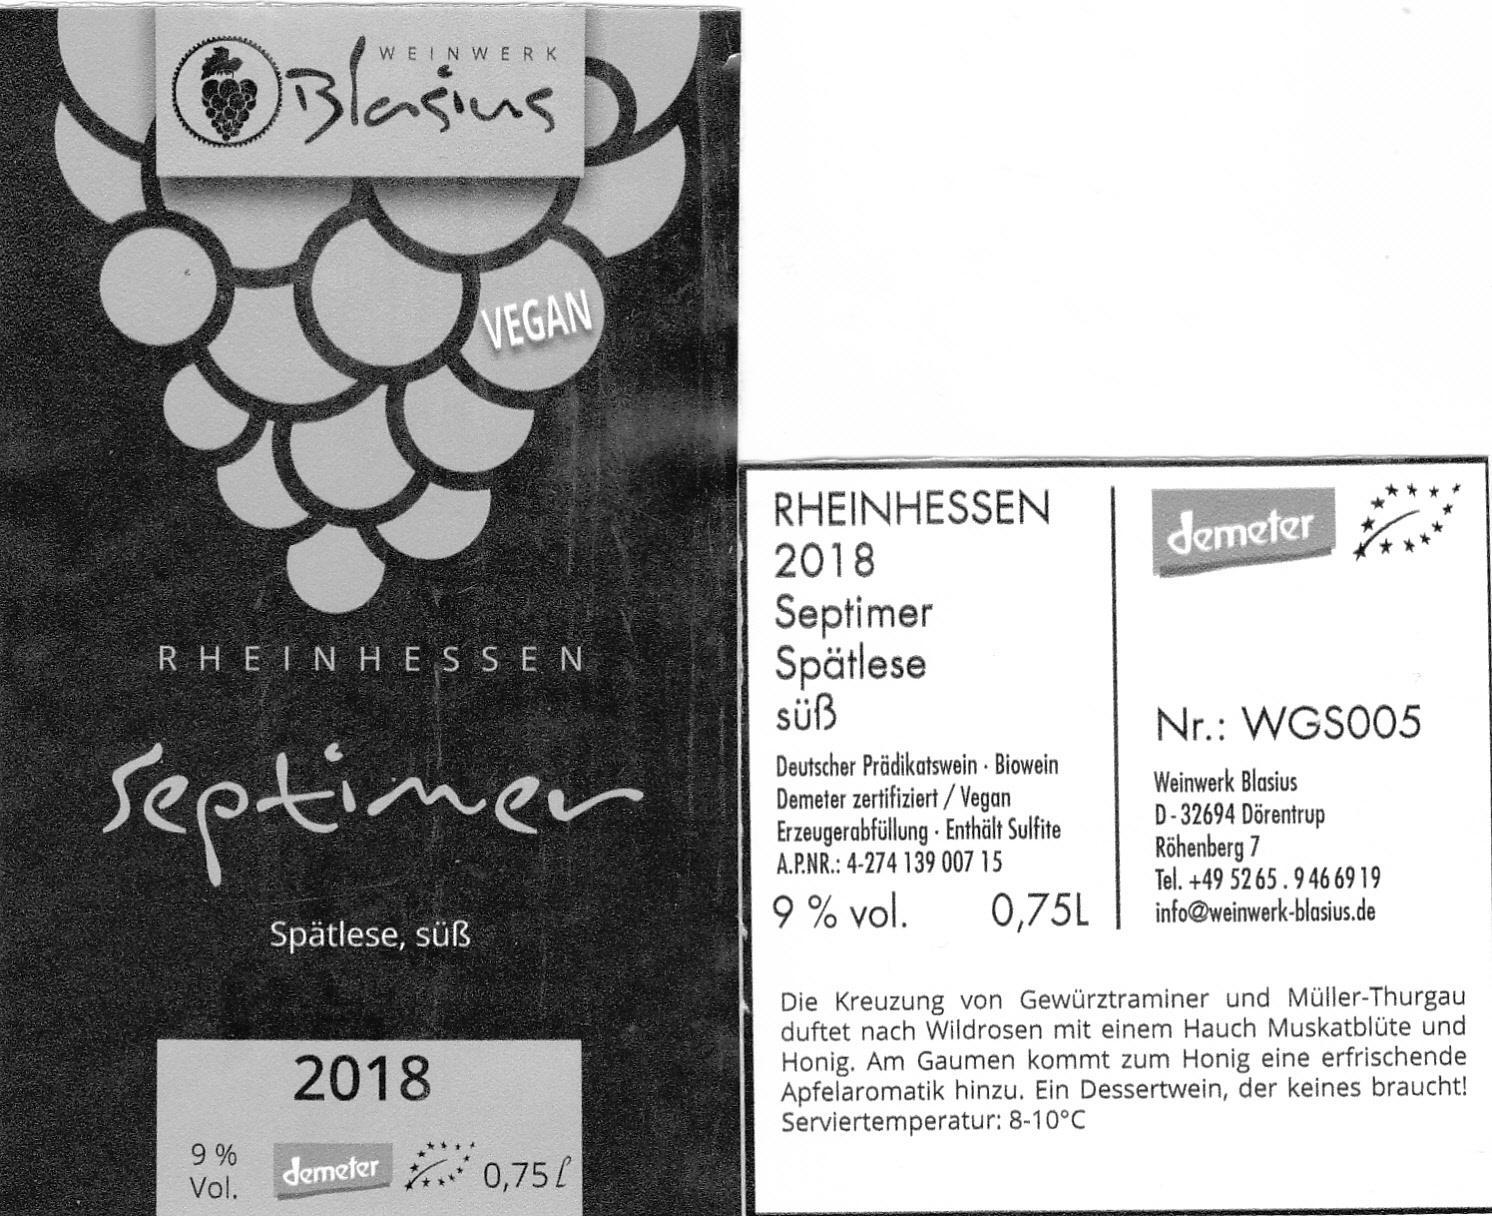 WEINWERK
Blasius
VEGAN
RHEINHESSEN
Septimer
Spätlese, süß
2018
9 %
Vol.
demeter
0,75 l
RHEINHESSEN
2018
Septimer
Spätlese
süß
Deutscher Prädikatswein · Biowein
Demeter zertifiziert / Vegan
Erzeugerabfüllung · Enthält Sulfite
A.P.NR.: 4-274 139 007 15
9 % vol. 0,75L
demeter
Nr.: WGS005
Weinwerk Blasius
D - 32694 Dörentrup
Röhenberg 7
Tel. +49 52 65 . 9 46 69 19
info@weinwerk-blasius.de
Die Kreuzung von Gewürztraminer und Müller-Thurgau
duftet nach Wildrosen mit einem Hauch Muskatblüte und
Honig. Am Gaumen kommt zum Honig eine erfrischende
Apfelaromatik hinzu. Ein Dessertwein, der keines braucht!
Serviertemperatur: 8-10°C